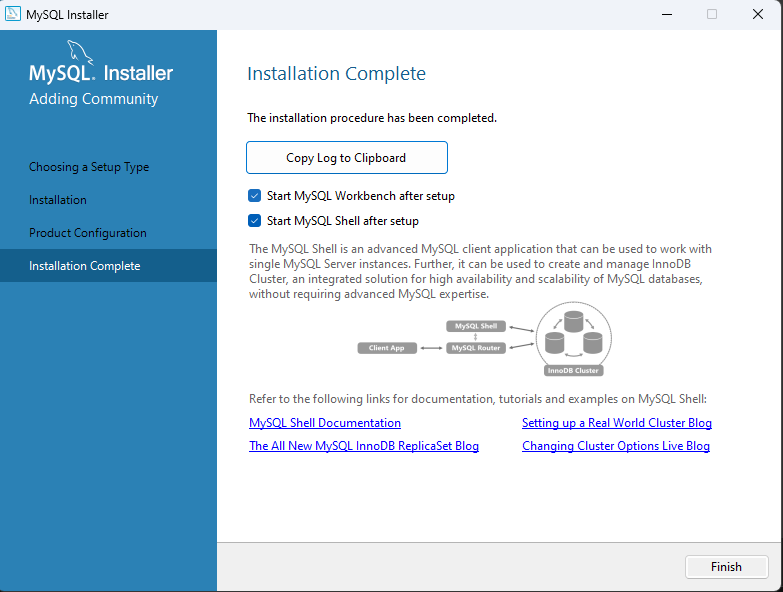 MySQL Installer
MySQL. Installer
Adding Community
Choosing a Setup Type
Installation
Product Configuration
Installation Complete
Installation Complete
The installation procedure has been completed.
Copy Log to Clipboard
Start MySQL Workbench after setup
Start MySQL Shell after setup
The MySQL Shell is an advanced MySQL client application that can be used to work with
single MySQL Server instances. Further, it can be used to create and manage InnoDB
Cluster, an integrated solution for high availability and scalability of MySQL databases,
without requiring advanced MySQL expertise.
MySQL Shell
Client App
MySQL Router
InnoDB Cluster
Refer to the following links for documentation, tutorials and examples on MySQL Shell:
MySQL Shell Documentation
Setting up a Real World Cluster Blog
The All New MySQL InnoDB ReplicaSet Blog
Changing Cluster Options Live Blog
Finish